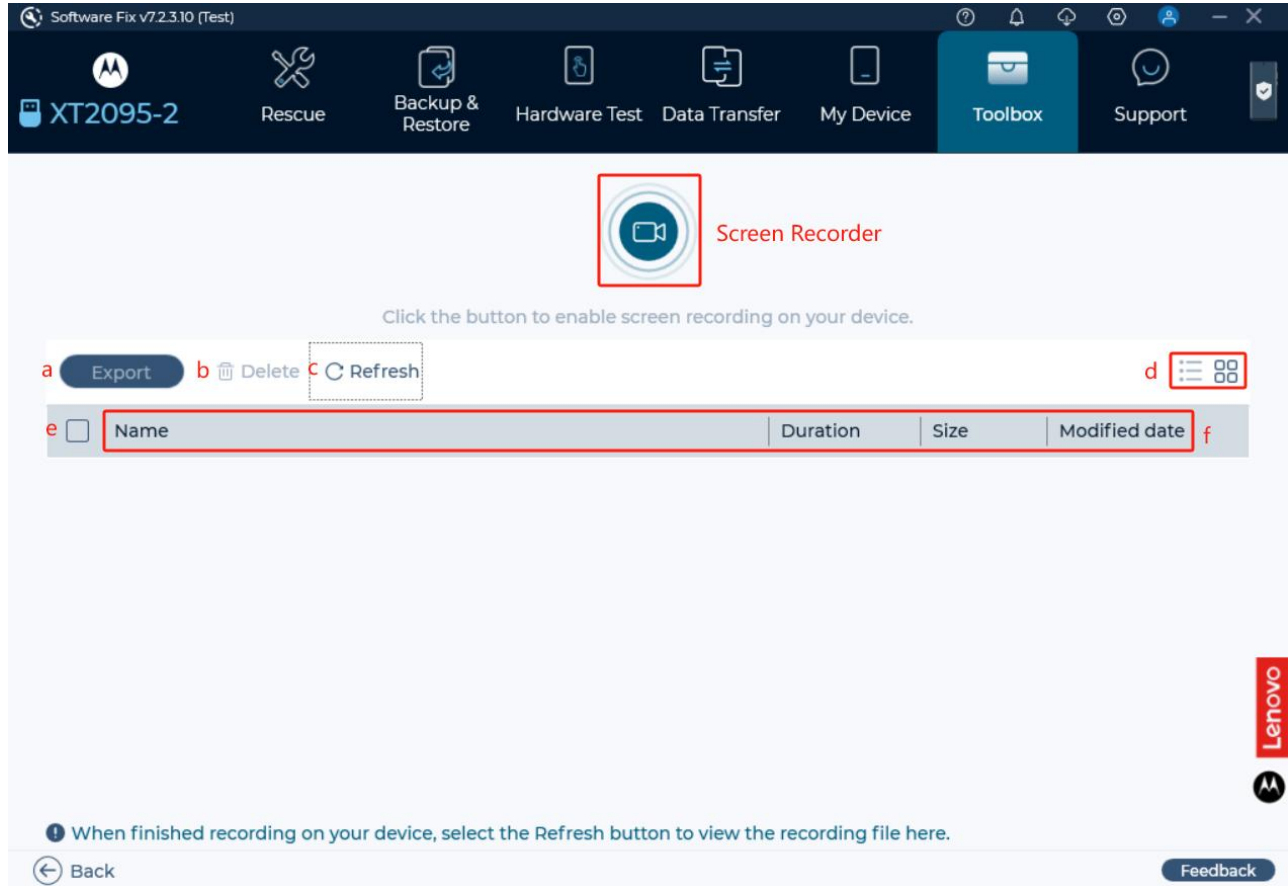 Software Fix v7.2.3.10 (Test)
XT2095-2
Rescue
Backup &
Restore
Hardware Test
Data Transfer
My Device
Toolbox
Support
Screen Recorder
Click the button to enable screen recording on your device.
a Export b Delete c Refresh d
e Name Duration Size Modified date f
Lenovo
When finished recording on your device, select the Refresh button to view the recording file here.
Back
Feedback